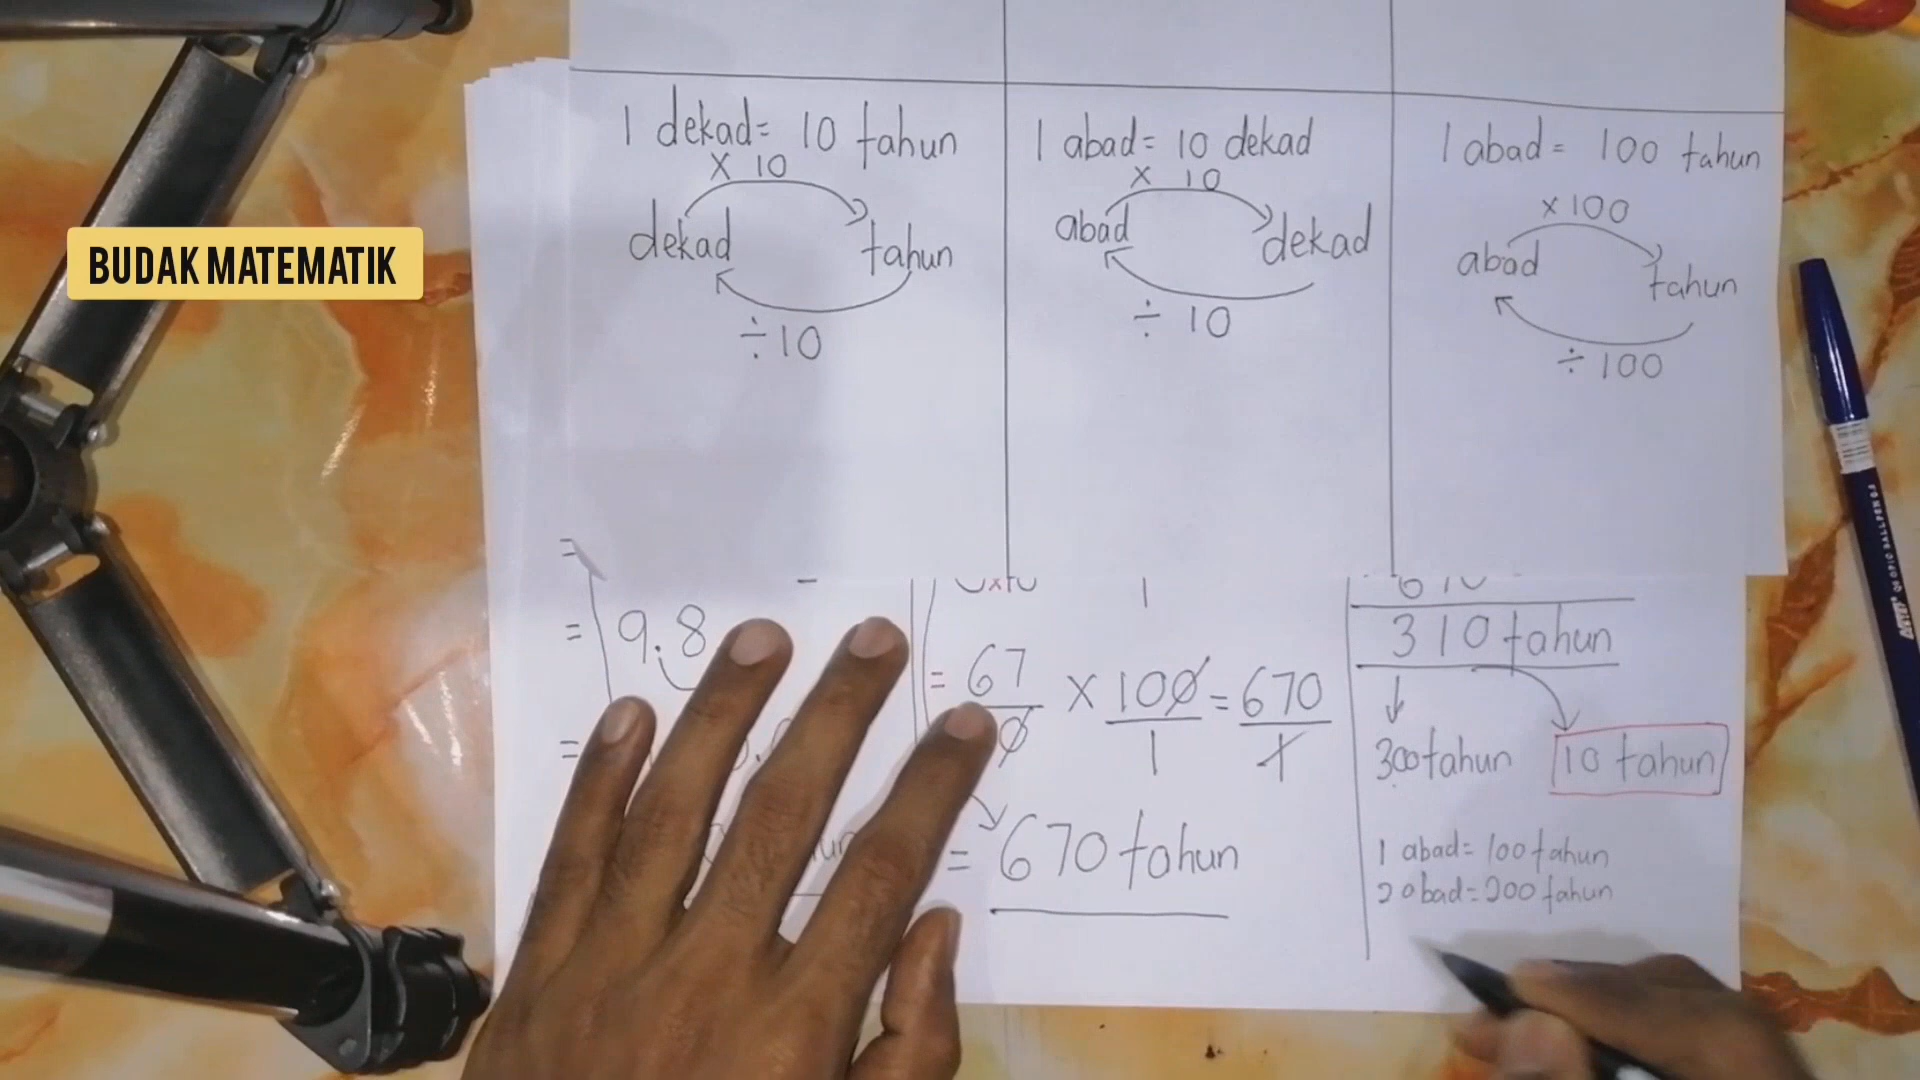 BUDAK MATEMATIK
1 dekad = 10 tahun
× 10
dekad tahun
÷ 10
1 abad = 10 dekad
× 10
abad dekad
÷ 10
1 abad = 100 tahun
× 100
abad tahun
÷ 100
=
= 9.8
=
= 67 × 100 = 670
1 1
= 670 tahun
310 tahun
300 tahun 10 tahun
1 abad = 100 tahun
2 abad = 200 tahun